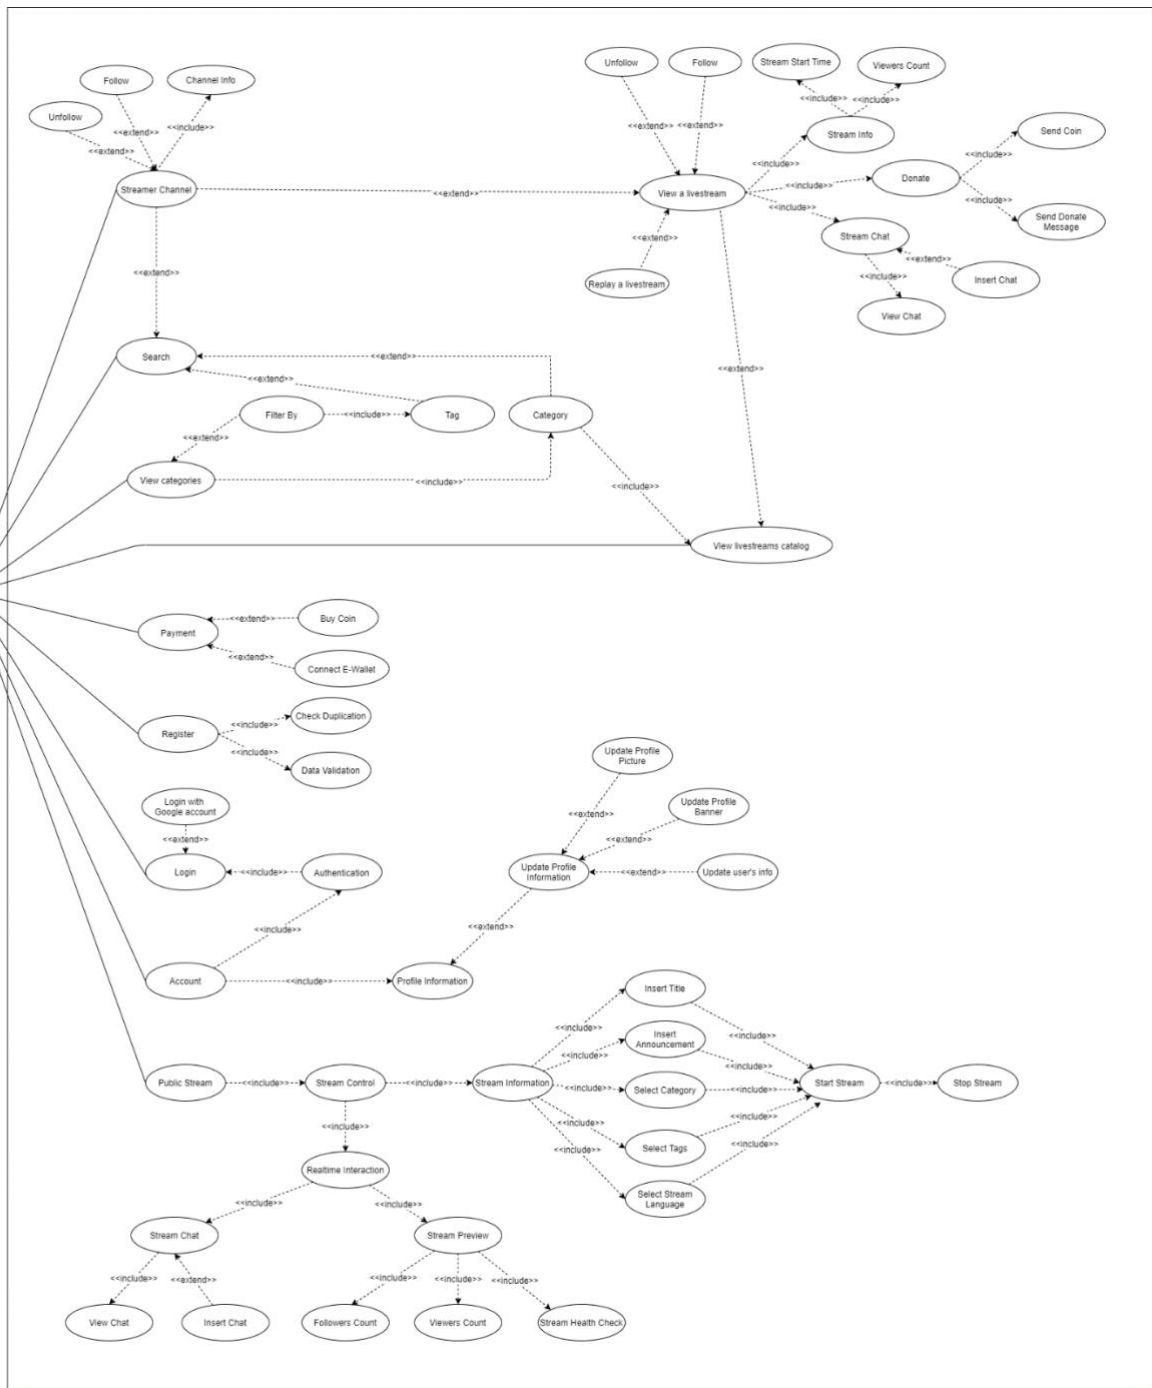 Unfollow
Follow
Stream Start Time
Viewers Count
Follow
Channel Info
<<include>>
<<include>>
Unfollow
<<extend>>
<<include>>
<<extend>>
<<extend>>
<<extend>>
Stream Info
Send Coin
<<include>>
<<include>>
Streamer Channel
<<extend>>
View a livestream
<<include>>
Donate
<<include>>
<<include>>
Send Donate
Message
Stream Chat
<<extend>>
<<extend>>
<<extend>>
<<include>>
Insert Chat
Replay a livestream
View Chat
Search
<<extend>>
<<extend>>
<<extend>>
Filter By
<<include>>
Tag
Category
<<extend>>
View categories
<<include>>
<<include>>
View livestreams catalog
Payment
<<extend>>
Buy Coin
<<extend>>
Connect E-Wallet
Register
<<include>>
Check Duplication
<<include>>
Data Validation
Update Profile
Picture
Login with
Google account
<<extend>>
Update Profile
Banner
<<extend>>
<<extend>>
Login
<<include>>
Authentication
Update Profile
Information
<<extend>>
Update user's info
<<include>>
<<extend>>
Account
<<include>>
Profile Information
Insert Title
<<include>>
<<include>>
Insert
Announcement
<<include>>
<<include>>
Public Stream
<<include>>
Stream Control
<<include>>
Stream Information
<<include>>
Select Category
<<include>>
Start Stream
<<include>>
Stop Stream
<<include>>
<<include>>
<<include>>
Select Tags
<<include>>
<<include>>
Realtime Interaction
Select Stream
Language
<<include>>
<<include>>
Stream Chat
Stream Preview
<<include>>
<<extend>>
<<include>>
<<include>>
<<include>>
View Chat
Insert Chat
Followers Count
Viewers Count
Stream Health Check